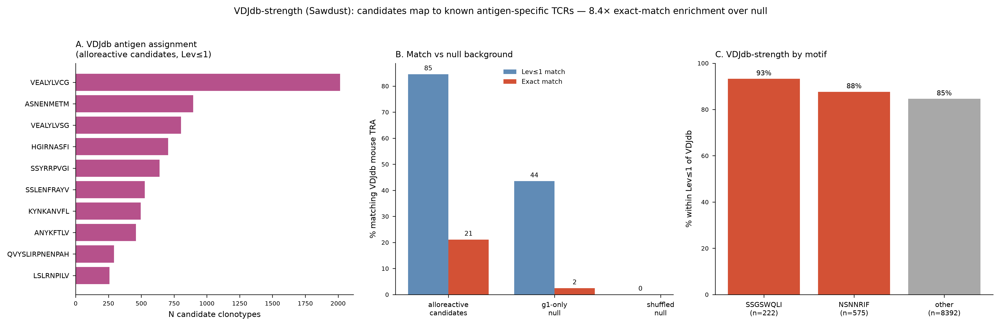 VDJdb-strength (Sawdust): candidates map to known antigen-specific TCRs — 8.4× exact-match enrichment over null
A. VDJdb antigen assignment
(alloreactive candidates, Lev≤1)
VEALYLVCG
ASNENMETM
VEALYLVSG
HGIRNASFI
SSYRRPVGI
SSLENFRAYV
KYNKANVFL
ANYKFTLV
QVYSLIRPNENPAH
LSLRNPILV
0 250 500 750 1000 1250 1500 1750 2000
N candidate clonotypes
B. Match vs null background
% matching VDJdb mouse TRA
80
70
60
50
40
30
20
10
0
Lev≤1 match
Exact match
85
21
44
2
0
alloreactive
candidates
g1-only
null
shuffled
null
C. VDJdb-strength by motif
% within Lev≤1 of VDJdb
100
80
60
40
20
0
93%
88%
85%
SSGSWQLI
(n=222)
NSNNRIF
(n=575)
other
(n=8392)